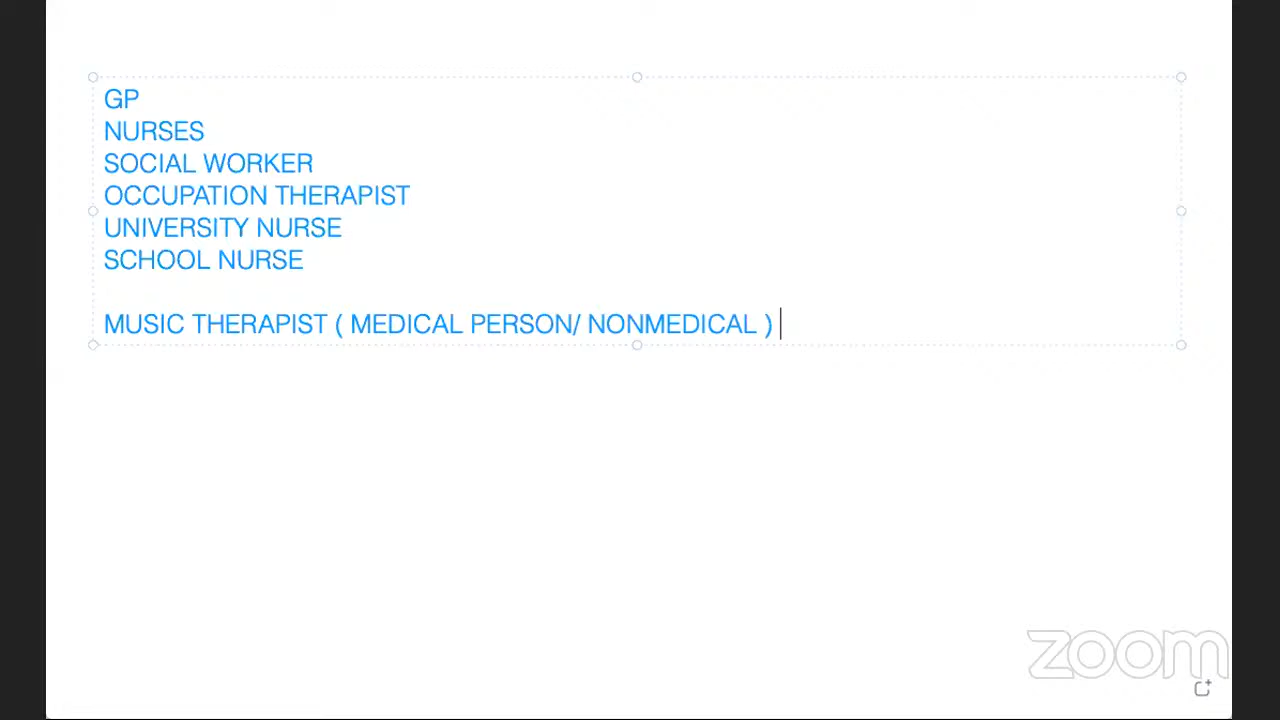 GP
NURSES
SOCIAL WORKER
OCCUPATION THERAPIST
UNIVERSITY NURSE
SCHOOL NURSE
MUSIC THERAPIST ( MEDICAL PERSON/ NONMEDICAL )
zoom